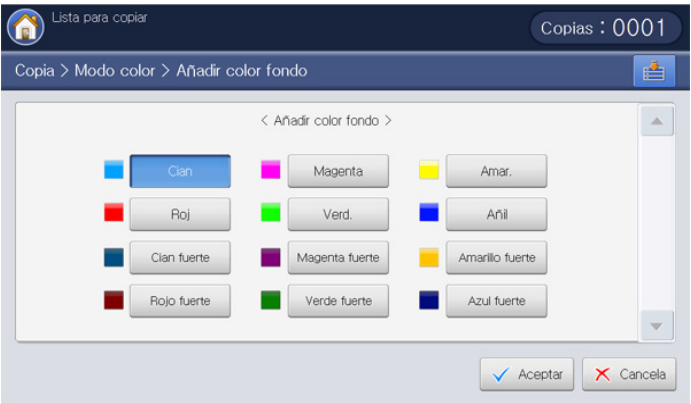 Lista para copiar
Copias : 0001
Copia > Modo color > Añadir color fondo
< Añadir color fondo >
Cian Magenta Amar.
Roj Verd. Añil
Cian fuerte Magenta fuerte Amarillo fuerte
Rojo fuerte Verde fuerte Azul fuerte
Aceptar Cancela